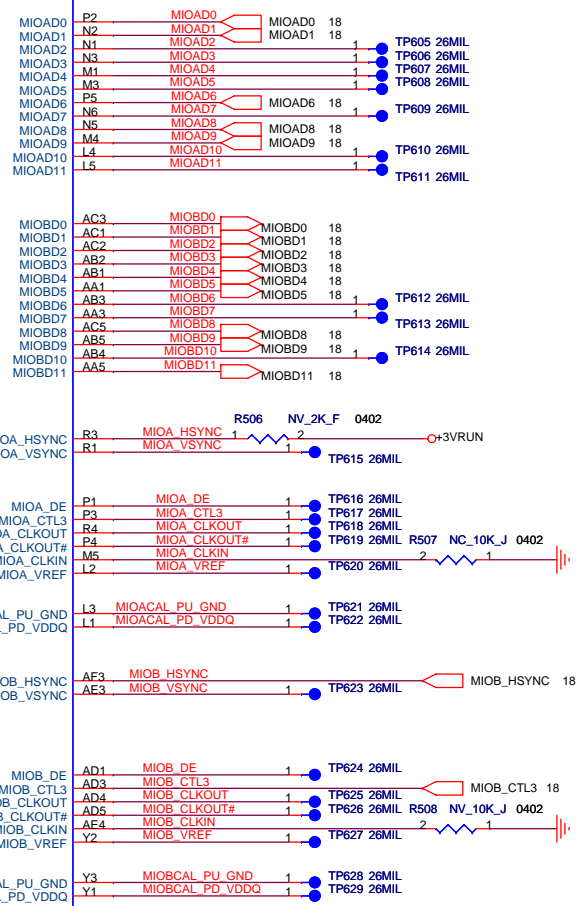 MIOAD0 P2 MIOAD0 MIOAD0 18
MIOAD1 N2 MIOAD1 MIOAD1 18
MIOAD2 N1 MIOAD2 1 TP605 26MIL
MIOAD3 N3 MIOAD3 1 TP606 26MIL
MIOAD4 M1 MIOAD4 1 TP607 26MIL
MIOAD5 M3 MIOAD5 1 TP608 26MIL
MIOAD6 P5 MIOAD6 MIOAD6 18
MIOAD7 N6 MIOAD7 1 TP609 26MIL
MIOAD8 N5 MIOAD8 MIOAD8 18
MIOAD9 M4 MIOAD9 MIOAD9 18
MIOAD10 L4 MIOAD10 1 TP610 26MIL
MIOAD11 L5 MIOAD11 1 TP611 26MIL
MIOBD0 AC3 MIOBD0 MIOBD0 18
MIOBD1 AC1 MIOBD1 MIOBD1 18
MIOBD2 AC2 MIOBD2 MIOBD2 18
MIOBD3 AB2 MIOBD3 MIOBD3 18
MIOBD4 AB1 MIOBD4 MIOBD4 18
MIOBD5 AA1 MIOBD5 MIOBD5 18
MIOBD6 AB3 MIOBD6 1 TP612 26MIL
MIOBD7 AA3 MIOBD7 1 TP613 26MIL
MIOBD8 AC5 MIOBD8 MIOBD8 18
MIOBD9 AB5 MIOBD9 MIOBD9 18
MIOBD10 AB4 MIOBD10 1 TP614 26MIL
MIOBD11 AA5 MIOBD11 MIOBD11 18
R506 NV_2K_F 0402
OA_HSYNC R3 MIOA_HSYNC 1 2 +3VRUN
OA_VSYNC R1 MIOA_VSYNC 1 TP615 26MIL
MIOA_DE P1 MIOA_DE 1 TP616 26MIL
MIOA_CTL3 P3 MIOA_CTL3 1 TP617 26MIL
A_CLKOUT R4 MIOA_CLKOUT 1 TP618 26MIL
A_CLKOUT# P4 MIOA_CLKOUT# 1 TP619 26MIL R507 NC_10K_J 0402
MIOA_CLKIN M5 MIOA_CLKIN 2 1
MIOA_VREF L2 MIOA_VREF 1 TP620 26MIL
AL_PU_GND L3 MIOACAL_PU_GND 1 TP621 26MIL
L_PD_VDDQ L1 MIOACAL_PD_VDDQ 1 TP622 26MIL
OB_HSYNC AF3 MIOB_HSYNC MIOB_HSYNC 18
OB_VSYNC AE3 MIOB_VSYNC 1 TP623 26MIL
MIOB_DE AD1 MIOB_DE 1 TP624 26MIL
MIOB_CTL3 AD3 MIOB_CTL3 MIOB_CTL3 18
OB_CLKOUT AD4 MIOB_CLKOUT 1 TP625 26MIL
B_CLKOUT# AD5 MIOB_CLKOUT# 1 TP626 26MIL R508 NV_10K_J 0402
MIOB_CLKIN AE4 MIOB_CLKIN 2 1
MIOB_VREF Y2 MIOB_VREF 1 TP627 26MIL
AL_PU_GND Y3 MIOBCAL_PU_GND 1 TP628 26MIL
L_PD_VDDQ Y1 MIOBCAL_PD_VDDQ 1 TP629 26MIL